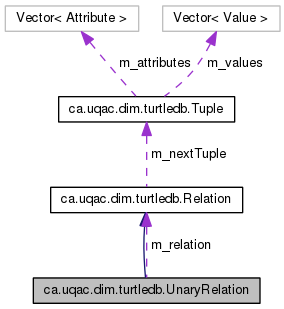 Vector< Attribute >
Vector< Value >
m_attributes
m_values
ca.uqac.dim.turtledb.Tuple
m_nextTuple
ca.uqac.dim.turtledb.Relation
m_relation
ca.uqac.dim.turtledb.UnaryRelation